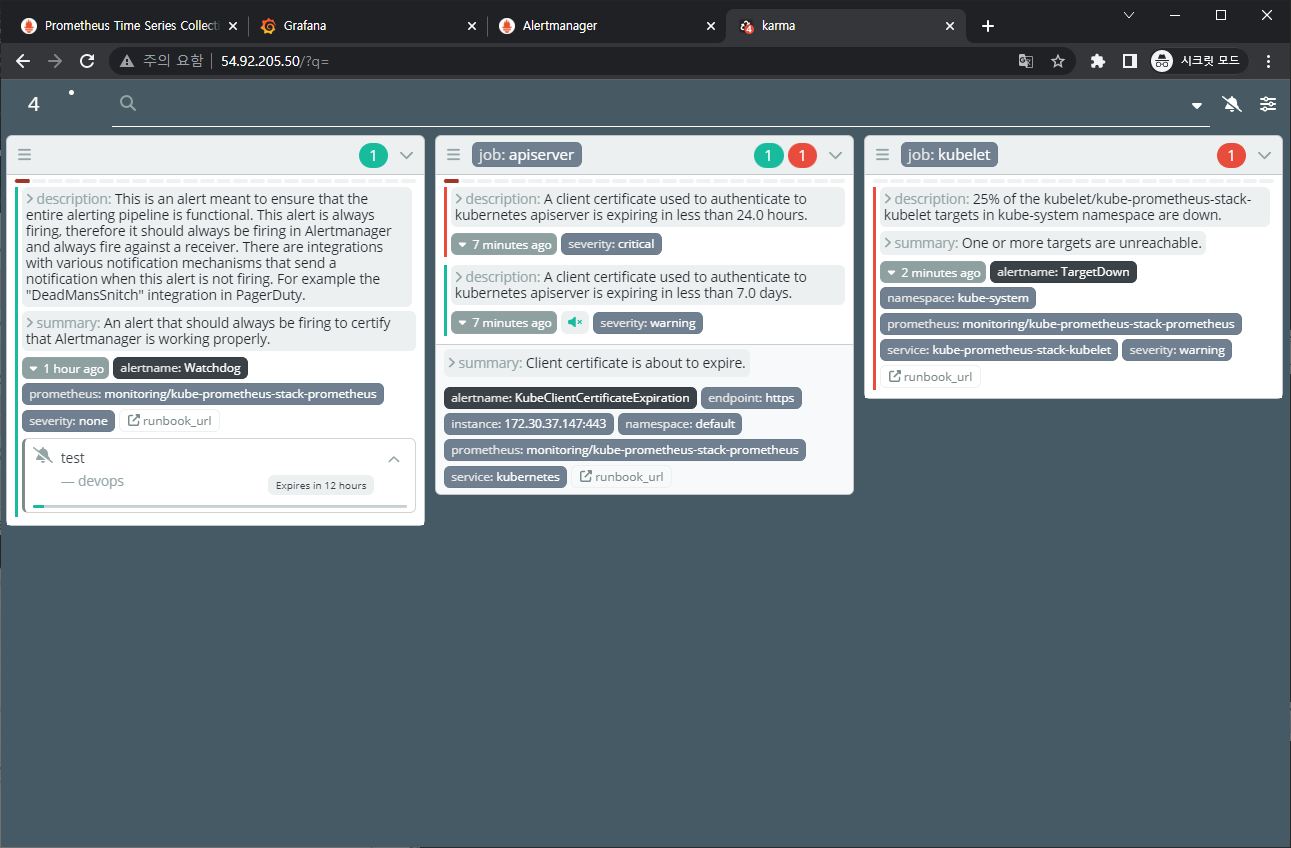 Prometheus Time Series Collecti
Grafana
Alertmanager
karma
주의 요함
54.92.205.50/?q=
시크릿 모드
4
1
description: This is an alert meant to ensure that the
entire alerting pipeline is functional. This alert is always
firing, therefore it should always be firing in Alertmanager
and always fire against a receiver. There are integrations
with various notification mechanisms that send a
notification when this alert is not firing. For example the
"DeadMansSnitch" integration in PagerDuty.
summary: An alert that should always be firing to certify
that Alertmanager is working properly.
1 hour ago
alertname: Watchdog
prometheus: monitoring/kube-prometheus-stack-prometheus
severity: none
runbook_url
test
— devops
Expires in 12 hours
job: apiserver
1
1
description: A client certificate used to authenticate to
kubernetes apiserver is expiring in less than 24.0 hours.
7 minutes ago
severity: critical
description: A client certificate used to authenticate to
kubernetes apiserver is expiring in less than 7.0 days.
7 minutes ago
severity: warning
summary: Client certificate is about to expire.
alertname: KubeClientCertificateExpiration
endpoint: https
instance: 172.30.37.147:443
namespace: default
prometheus: monitoring/kube-prometheus-stack-prometheus
service: kubernetes
runbook_url
job: kubelet
1
description: 25% of the kubelet/kube-prometheus-stack-
kubelet targets in kube-system namespace are down.
summary: One or more targets are unreachable.
2 minutes ago
alertname: TargetDown
namespace: kube-system
prometheus: monitoring/kube-prometheus-stack-prometheus
service: kube-prometheus-stack-kubelet
severity: warning
runbook_url